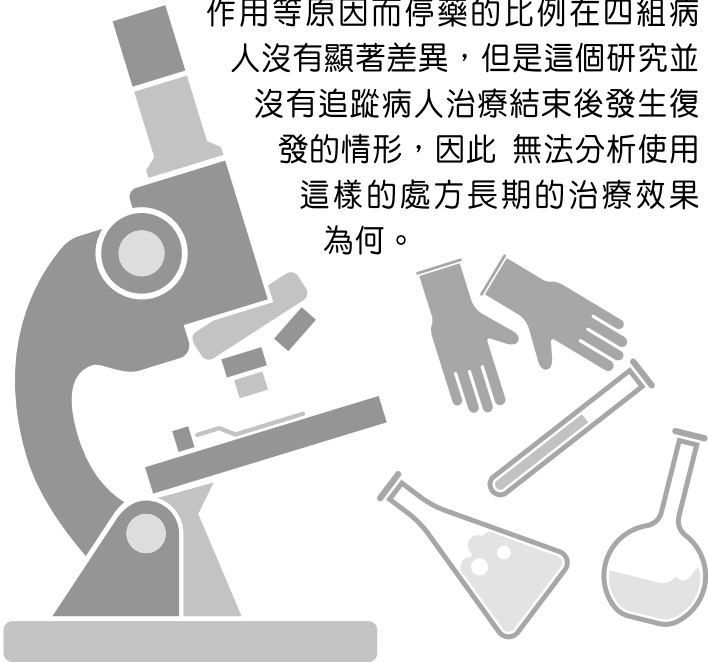 作用等原因而停藥的比例在四組病
人沒有顯著差異，但是這個研究並
沒有追蹤病人治療結束後發生復
發的情形，因此 無法分析使用
這樣的處方長期的治療效果
為何。